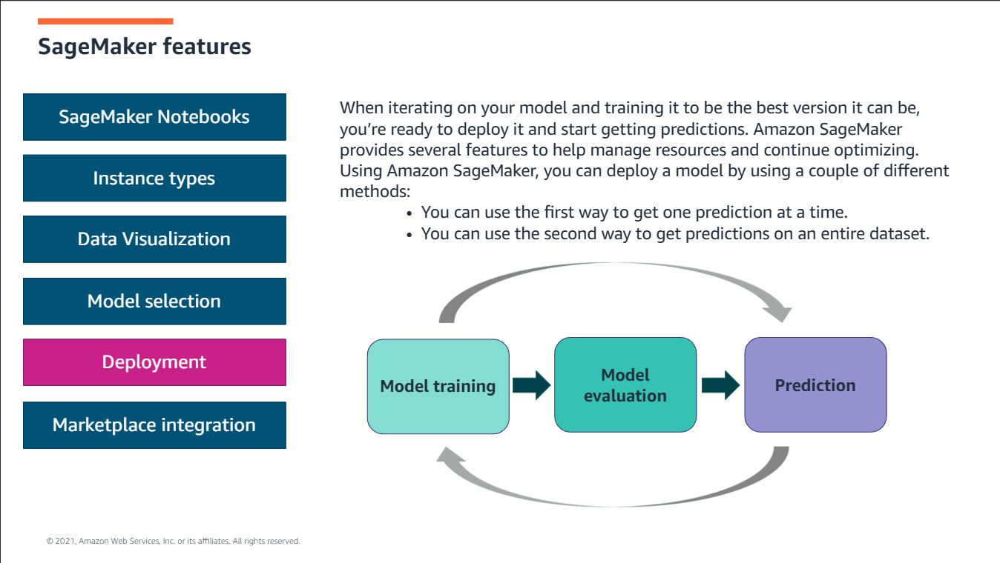 SageMaker features
SageMaker Notebooks
Instance types
Data Visualization
Model selection
Deployment
Marketplace integration
When iterating on your model and training it to be the best version it can be,
you’re ready to deploy it and start getting predictions. Amazon SageMaker
provides several features to help manage resources and continue optimizing.
Using Amazon SageMaker, you can deploy a model by using a couple of different
methods:
• You can use the first way to get one prediction at a time.
• You can use the second way to get predictions on an entire dataset.
Model training
Model
evaluation
Prediction
© 2021, Amazon Web Services, Inc. or its affiliates. All rights reserved.